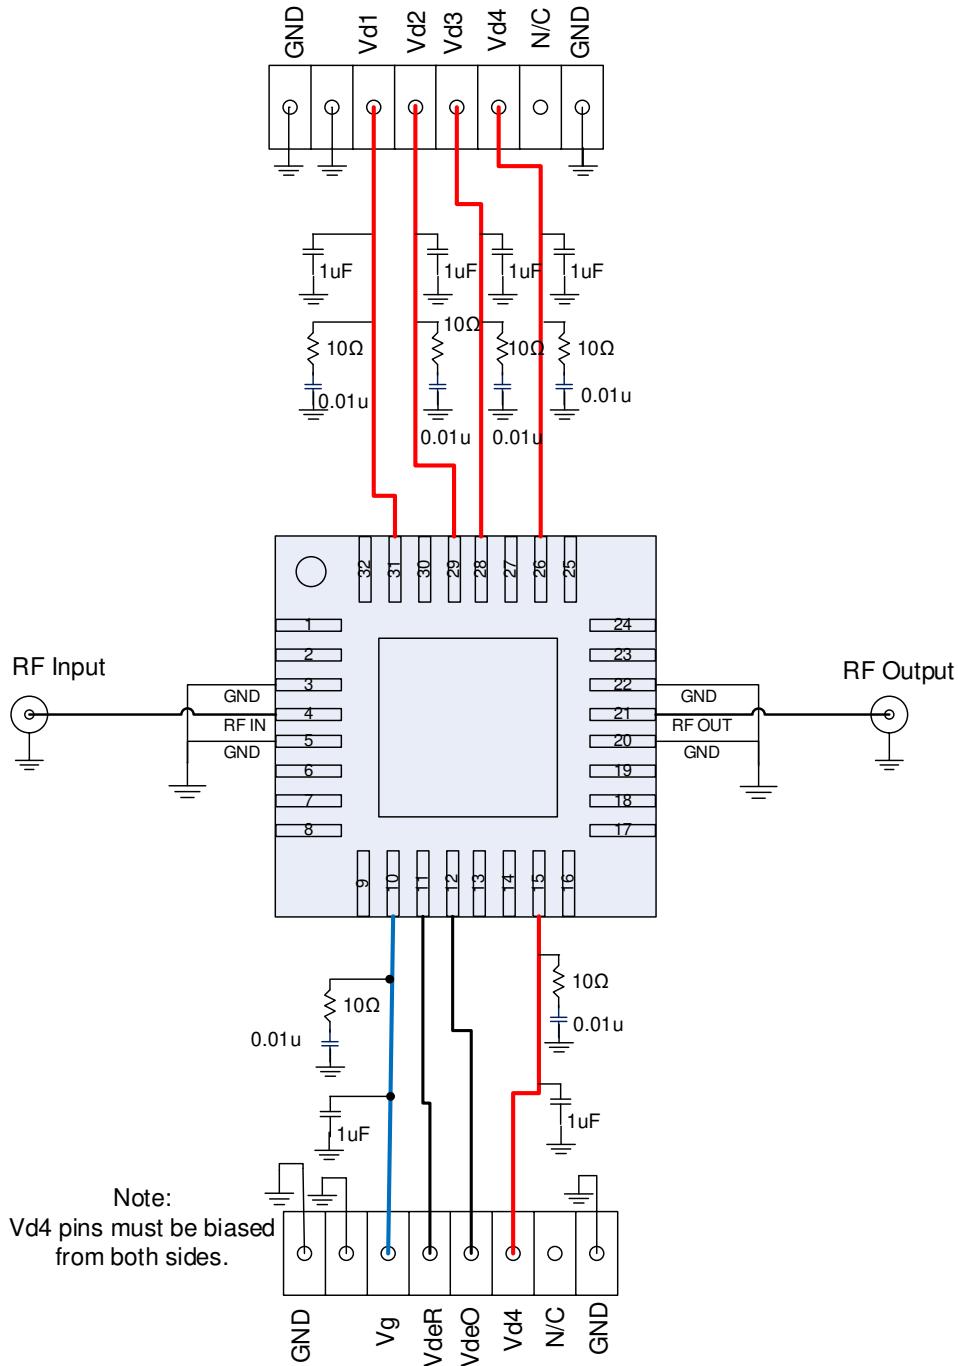 GND
Vd1
Vd2
Vd3
Vd4
N/C
GND
1uF
1uF
1uF
1uF
10Ω
10Ω
10Ω
10Ω
0.01u
0.01u
0.01u
0.01u
32
31
30
29
28
27
26
25
1
2
3
4
5
6
7
8
24
23
22
21
20
19
18
17
RF Input
GND
RF IN
GND
RF Output
GND
RF OUT
GND
9
10
11
12
13
14
15
16
10Ω
0.01u
1uF
10Ω
0.01u
1uF
Note:
Vd4 pins must be biased
from both sides.
GND
Vg
VdeR
VdeO
Vd4
N/C
GND